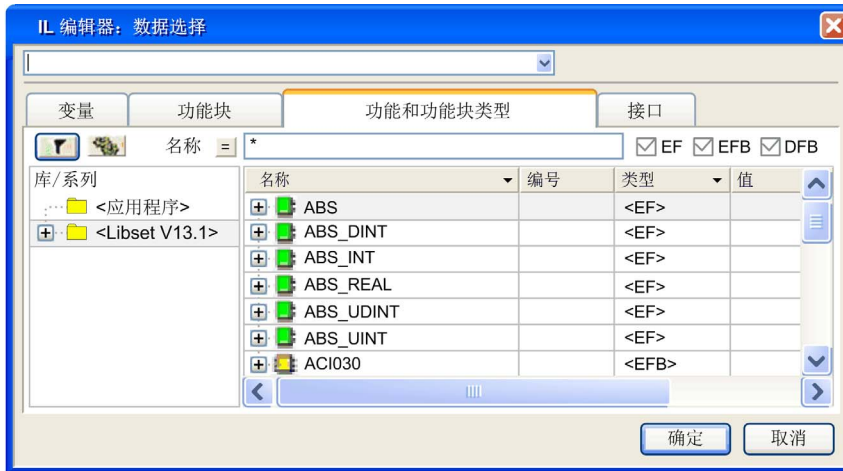 IL 编辑器：数据选择
变量 功能块 功能和功能块类型 接口
名称 = * EF EFB DFB
库/系列 名称 编号 类型 值
<应用程序> ABS <EF>
<Libset V13.1> ABS_DINT <EF>
ABS_INT <EF>
ABS_REAL <EF>
ABS_UDINT <EF>
ABS_UINT <EF>
ACI030 <EFB>
确定 取消